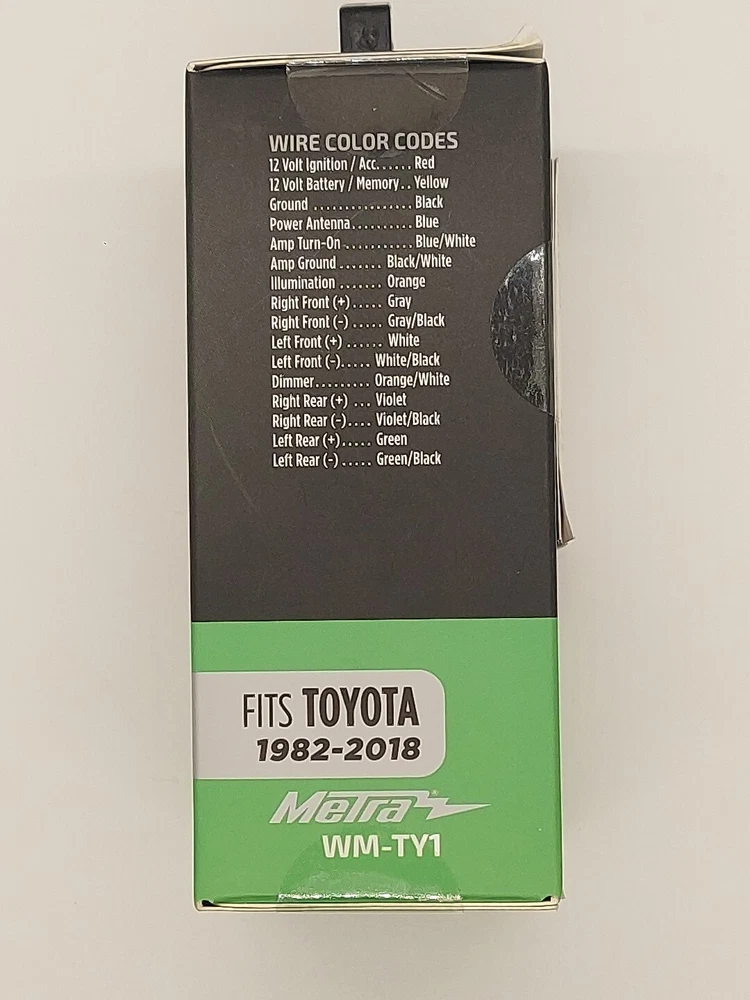 WIRE COLOR CODES
12 Volt Ignition / Acc...... Red
12 Volt Battery / Memory.. Yellow
Ground ................ Black
Power Antenna.......... Blue
Amp Turn-On ........... Blue/White
Amp Ground ....... Black/White
Illumination ....... Orange
Right Front (+)..... Gray
Right Front (-)..... Gray/Black
Left Front (+) ...... White
Left Front (-)..... White/Black
Dimmer......... Orange/White
Right Rear (+) ... Violet
Right Rear (-).... Violet/Black
Left Rear (+)..... Green
Left Rear (-)..... Green/Black
FITS TOYOTA
1982-2018
Metra®
WM-TY1